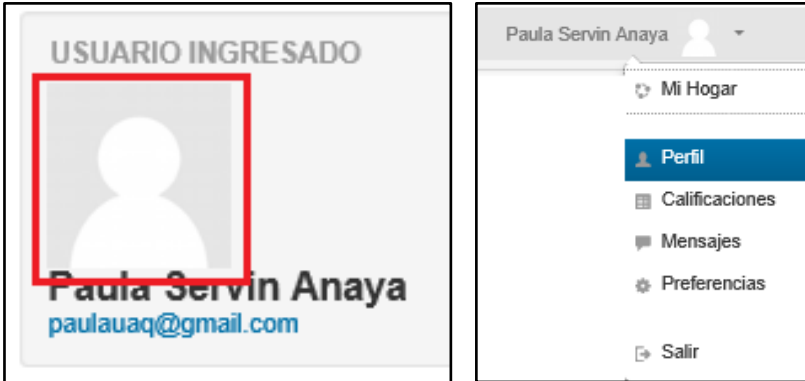 USUARIO INGRESADO
Paula Servin Anaya
paulauaq@gmail.com
Paula Servin Anaya
Mi Hogar
Perfil
Calificaciones
Mensajes
Preferencias
Salir